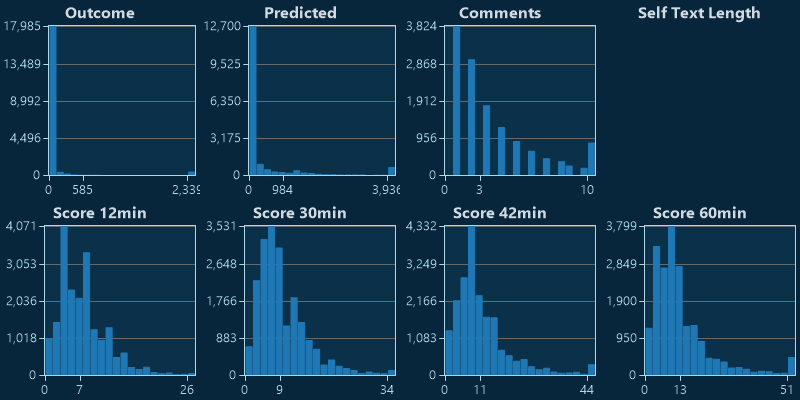 Outcome
17,985
13,489
8,992
4,496
0
0 585 2,339
Predicted
12,700
9,525
6,350
3,175
0
0 984 3,936
Comments
3,824
2,868
1,912
956
0
0 3 10
Self Text Length
Score 12min
4,071
3,053
2,036
1,018
0
0 7 26
Score 30min
3,531
2,648
1,766
883
0
0 9 34
Score 42min
4,332
3,249
2,166
1,083
0
0 11 44
Score 60min
3,799
2,849
1,900
950
0
0 13 51